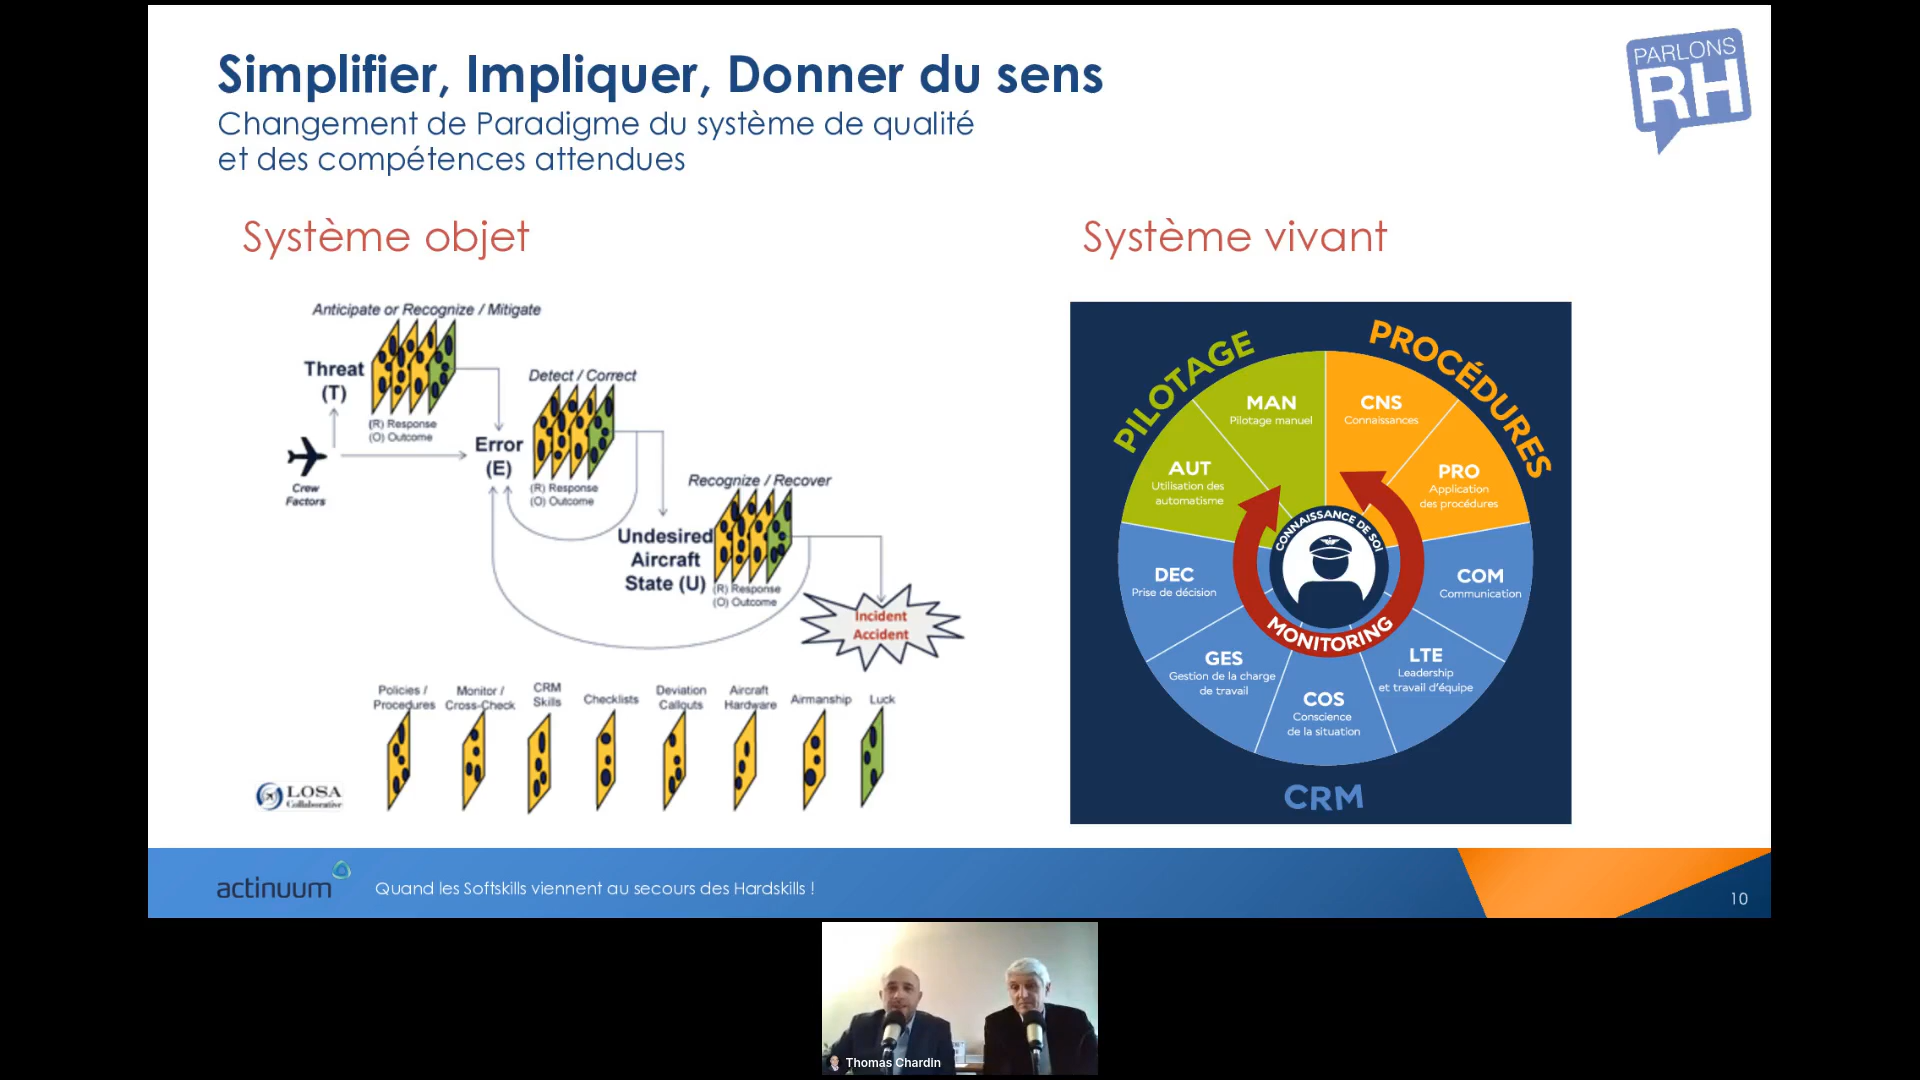 Simplifier, Impliquer, Donner du sens
Changement de Paradigme du système de qualité
et des compétences attendues
PARLONS
RH
Système objet
Anticipate or Recognize / Mitigate
Threat
(T)
(R) Response
(O) Outcome
Crew
Factors
Detect / Correct
Error
(E)
(R) Response
(O) Outcome
Recognize / Recover
Undesired
Aircraft
State (U)
(R) Response
(O) Outcome
Incident
Accident
Policies /
Procedures
Monitor /
Cross-Check
CRM
Skills
Checklists
Deviation
Callouts
Aircraft
Hardware
Airmanship
Luck
LOSA
Collaborative
Système vivant
PILOTAGE
PROCÉDURES
MAN
Pilotage manuel
CNS
Connaissances
AUT
Utilisation des
automatisme
PRO
Application
des procédures
CONNAISSANCE DE SOI
DEC
Prise de décision
COM
Communication
MONITORING
GES
Gestion de la charge
de travail
LTE
Leadership
et travail d'équipe
COS
Conscience
de la situation
CRM
actinuum
Quand les Softskills viennent au secours des Hardskills !
10
Thomas Chardin